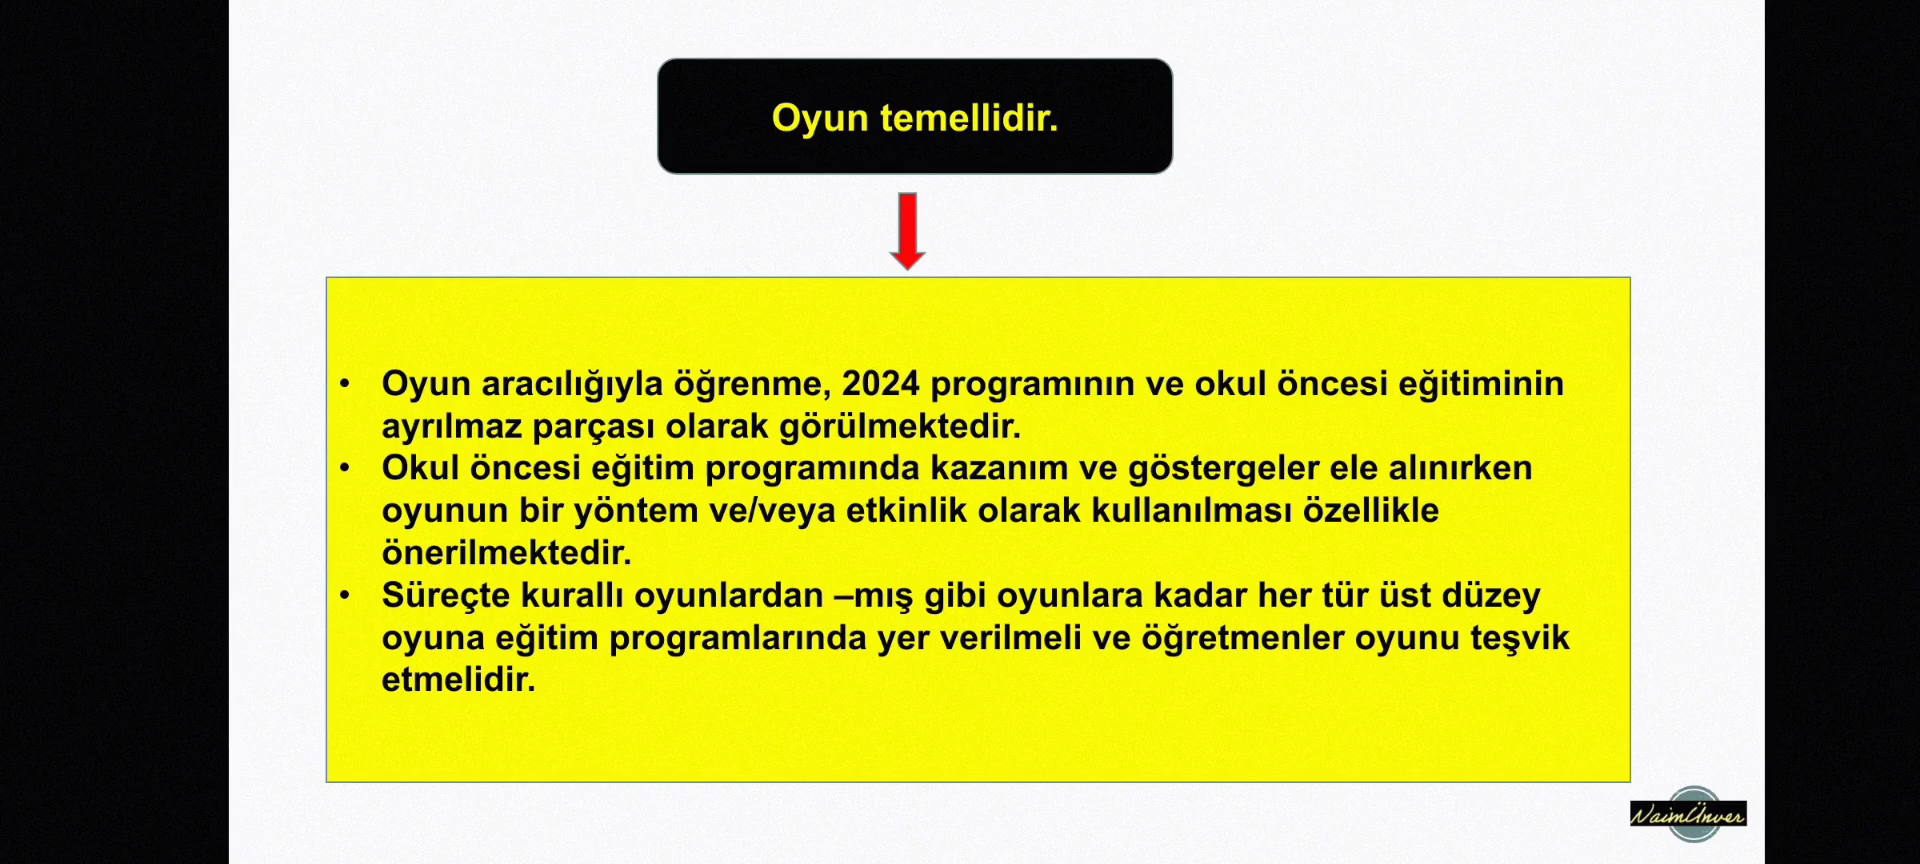 Oyun temellidir.
• Oyun aracılığıyla öğrenme, 2024 programının ve okul öncesi eğitiminin
ayrılmaz parçası olarak görülmektedir.
• Okul öncesi eğitim programında kazanım ve göstergeler ele alınırken
oyunun bir yöntem ve/veya etkinlik olarak kullanılması özellikle
önerilmektedir.
• Süreçte kurallı oyunlardan –mış gibi oyunlara kadar her tür üst düzey
oyuna eğitim programlarında yer verilmeli ve öğretmenler oyunu teşvik
etmelidir.
NaimÜnver